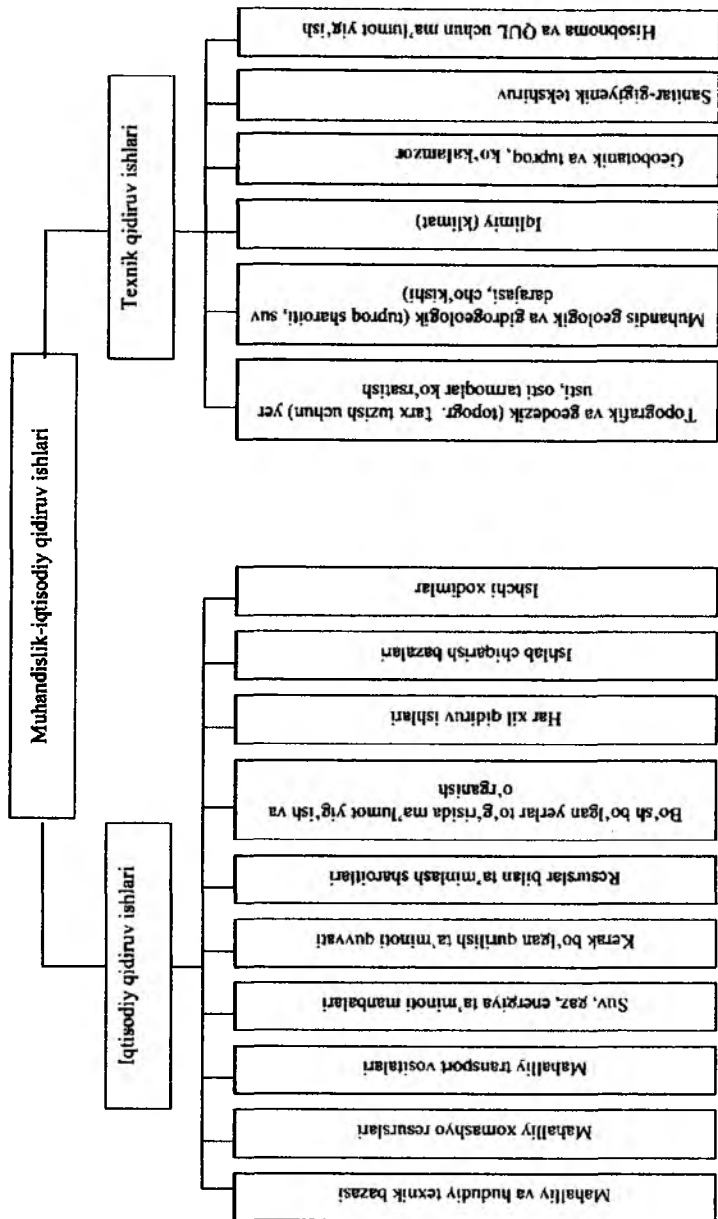 Muhandislik-iqtisodiy qidiruv ishlari
Iqtisodiy qidiruv ishlari
Mahalliy va hududiy texnik bazasi
Mahalliy xomashyo resurslari
Mahalliy transport vositalari
Suv, gaz, energiya ta'minoti manbalari
Kerak bo'lgan qurilish ta'minoti quvvati
Resurslar bilan ta'minlash sharoitlari
Bo'sh bo'lgan yerlar to'g'risida ma'lumot yig'ish va
o'rganish
Har xil qidiruv ishlari
Ishlab chiqarish bazalari
Ishchi xodimlar
Texnik qidiruv ishlari
Topografik va geodezik (topogr. Tarx tuzish uchun) yer
usti, osti tarmoqlar ko'rsatish
Muhandis geologik va gidrogeologik (tuproq sharoiti, suv
darajasi, cho'kishi)
Iqlimiy (klimat)
Geobotanik va tuproq, ko'kalamzor
Sanitar-gigiyenik tekshiruv
Hisobnoma va QUL uchun ma'lumot yig'ish